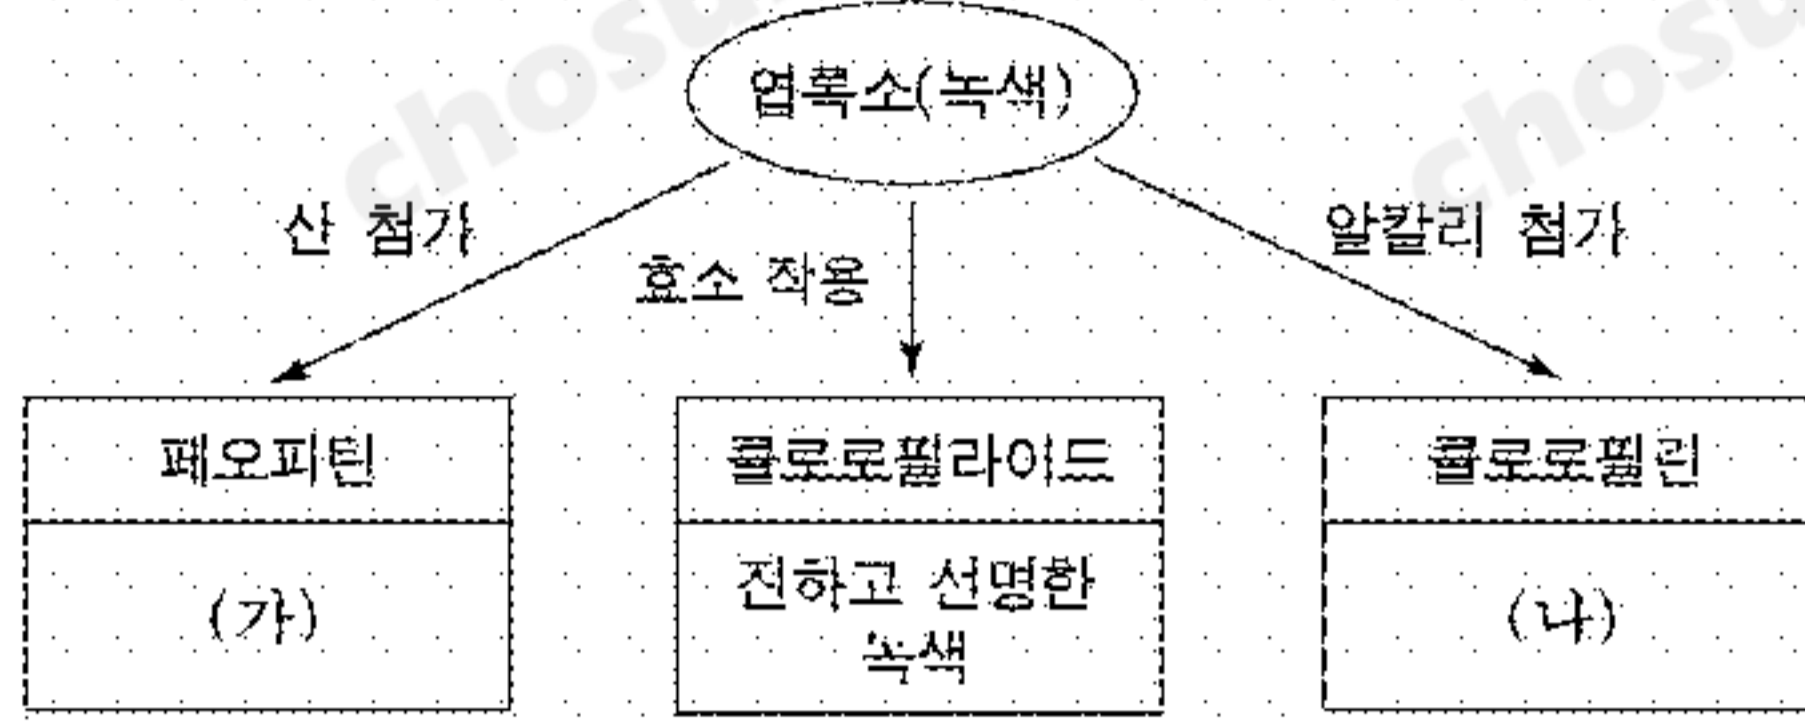 엽록소(녹색)
산 첨가
효소 작용
알칼리 첨가
페오피틴
클로로필라이드
클로로필린
(가)
진하고 선명한
녹색
(나)